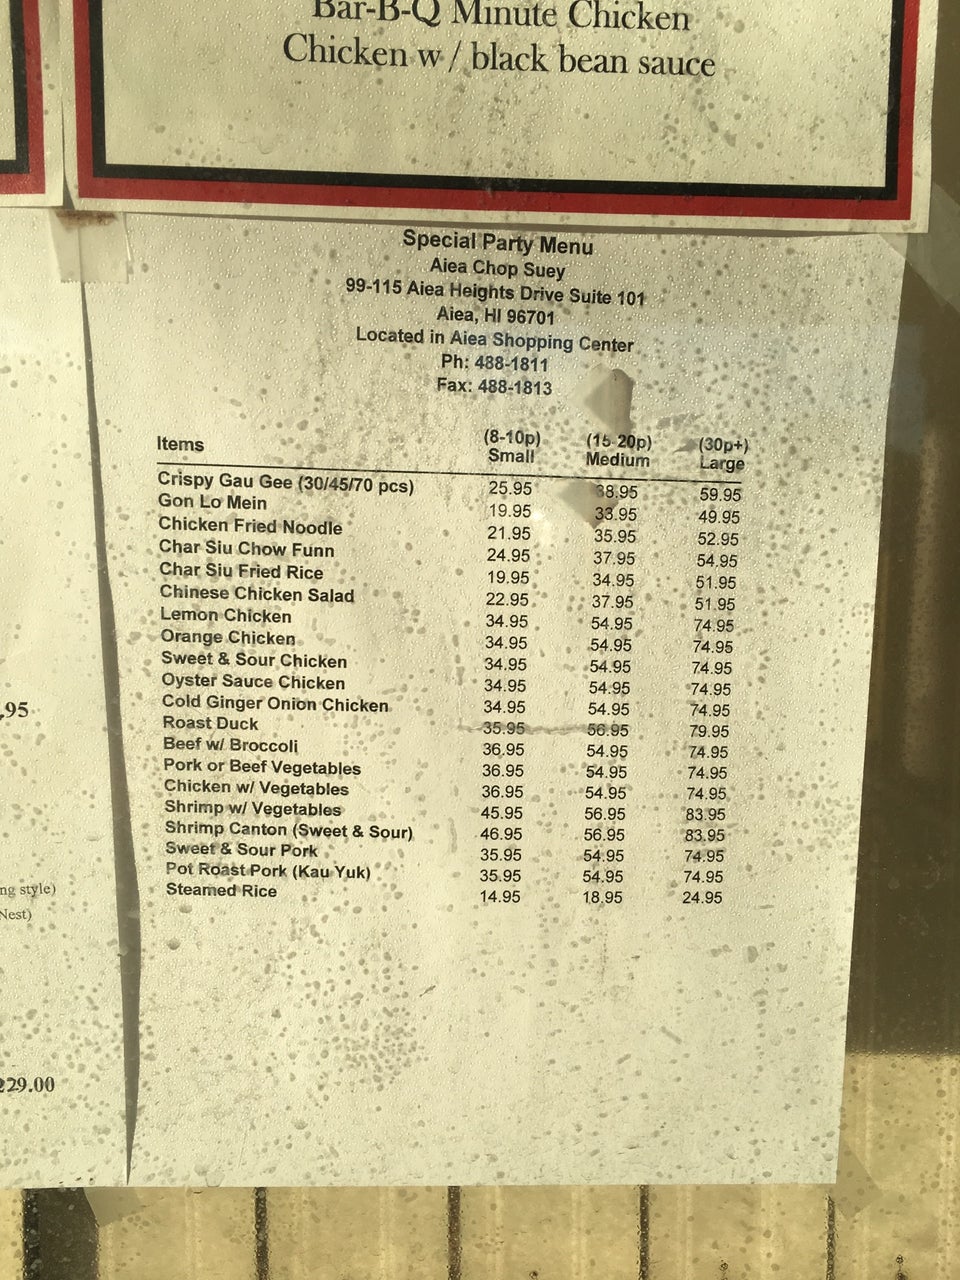 Bar-B-Q Minute Chicken
Chicken w/ black bean sauce
Special Party Menu
Aiea Chop Suey
99-115 Aiea Heights Drive Suite 101
Aiea, HI 96701
Located in Aiea Shopping Center
Ph: 488-1811
Fax: 488-1813
Items (8-10p) Small (15-20p) Medium (30p+) Large
Crispy Gau Gee (30/45/70 pcs) 25.95 38.95 59.95
Gon Lo Mein 19.95 33.95 49.95
Chicken Fried Noodle 21.95 35.95 52.95
Char Siu Chow Funn 24.95 37.95 54.95
Char Siu Fried Rice 19.95 34.95 51.95
Chinese Chicken Salad 22.95 37.95 51.95
Lemon Chicken 34.95 54.95 74.95
Orange Chicken 34.95 54.95 74.95
Sweet & Sour Chicken 34.95 54.95 74.95
Oyster Sauce Chicken 34.95 54.95 74.95
Cold Ginger Onion Chicken 34.95 54.95 74.95
Roast Duck 35.95 56.95 79.95
Beef w/ Broccoli 36.95 54.95 74.95
Pork or Beef Vegetables 36.95 54.95 74.95
Chicken w/ Vegetables 36.95 54.95 74.95
Shrimp w/ Vegetables 45.95 56.95 83.95
Shrimp Canton (Sweet & Sour) 46.95 56.95 83.95
Sweet & Sour Pork 35.95 54.95 74.95
Pot Roast Pork (Kau Yuk) 35.95 54.95 74.95
Steamed Rice 14.95 18.95 24.95
.95
ng style)
Nest)
229.00